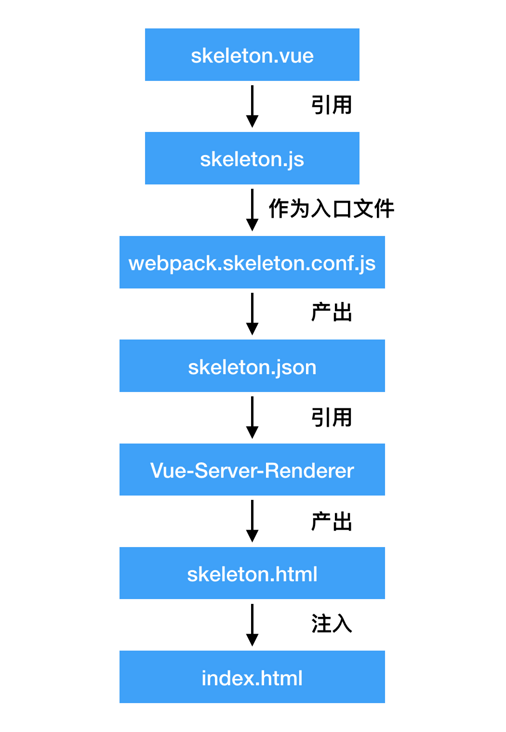 skeleton.vue
引用
skeleton.js
作为入口文件
webpack.skeleton.conf.js
产出
skeleton.json
引用
Vue-Server-Renderer
产出
skeleton.html
注入
index.html